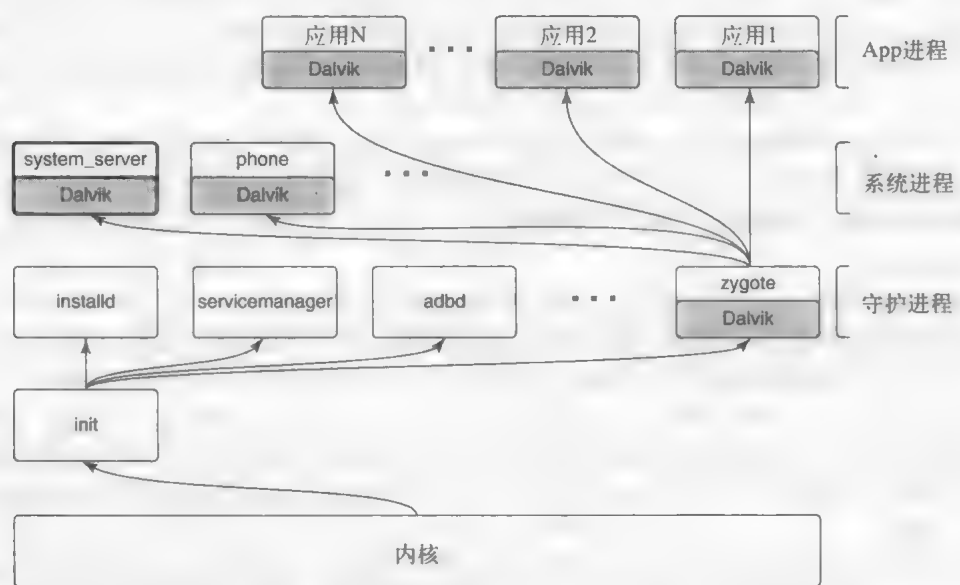 应用N
Dalvik
应用2
Dalvik
应用1
Dalvik
App进程
system_server
Dalvik
phone
Dalvik
系统进程
installd
servicemanager
adbd
zygote
Dalvik
守护进程
init
内核